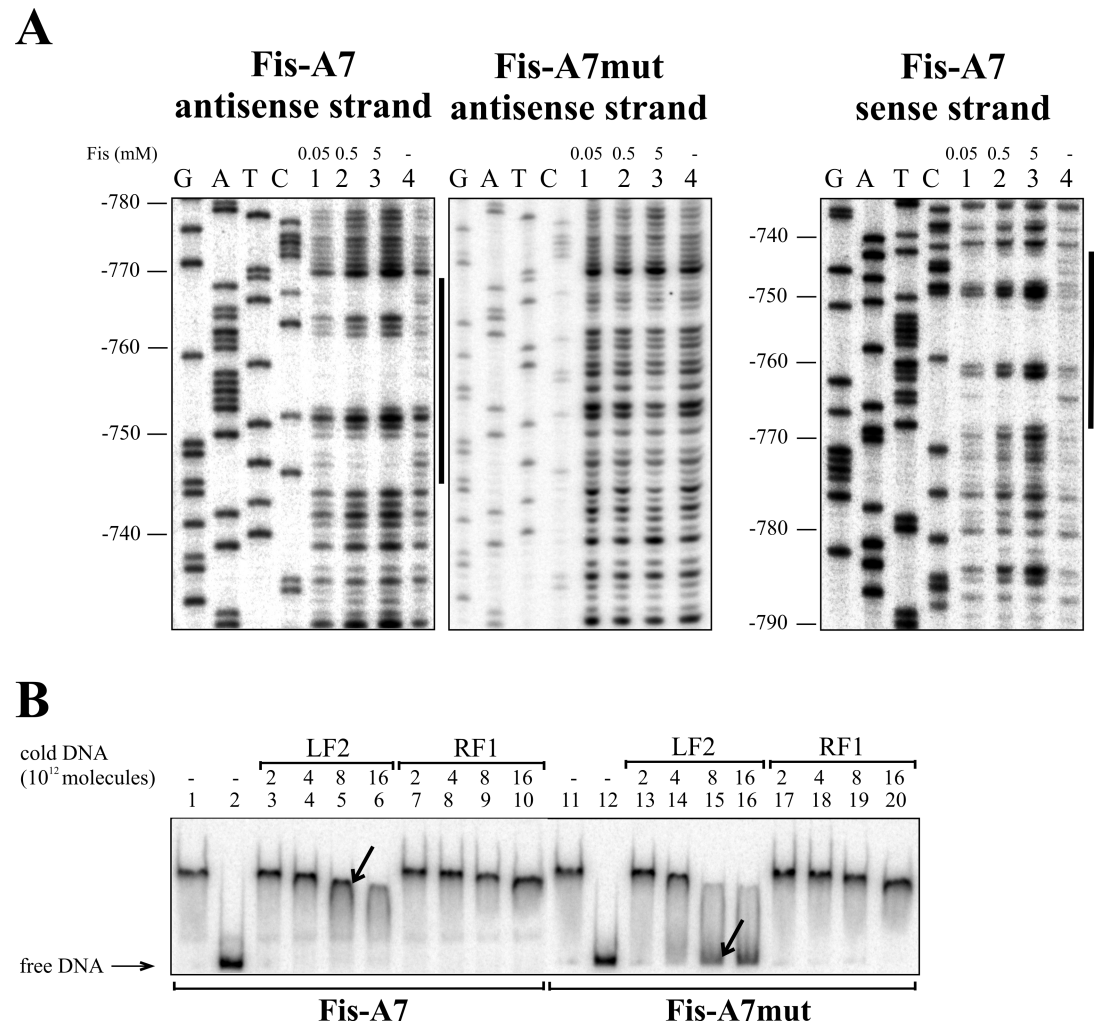 A
Fis-A7
antisense strand
Fis-A7mut
antisense strand
Fis-A7
sense strand
Fis (mM)
0.05 0.5 5 -
0.05 0.5 5 -
0.05 0.5 5 -
G A T C 1 2 3 4
G A T C 1 2 3 4
G A T C 1 2 3 4
-780
-770
-760
-750
-740
-740
-750
-760
-770
-780
-790
B
cold DNA
(10¹² molecules)
LF2
RF1
LF2
RF1
- - 2 4 8 16 2 4 8 16 - - 2 4 8 16 2 4 8 16
1 2 3 4 5 6 7 8 9 10 11 12 13 14 15 16 17 18 19 20
free DNA
Fis-A7
Fis-A7mut